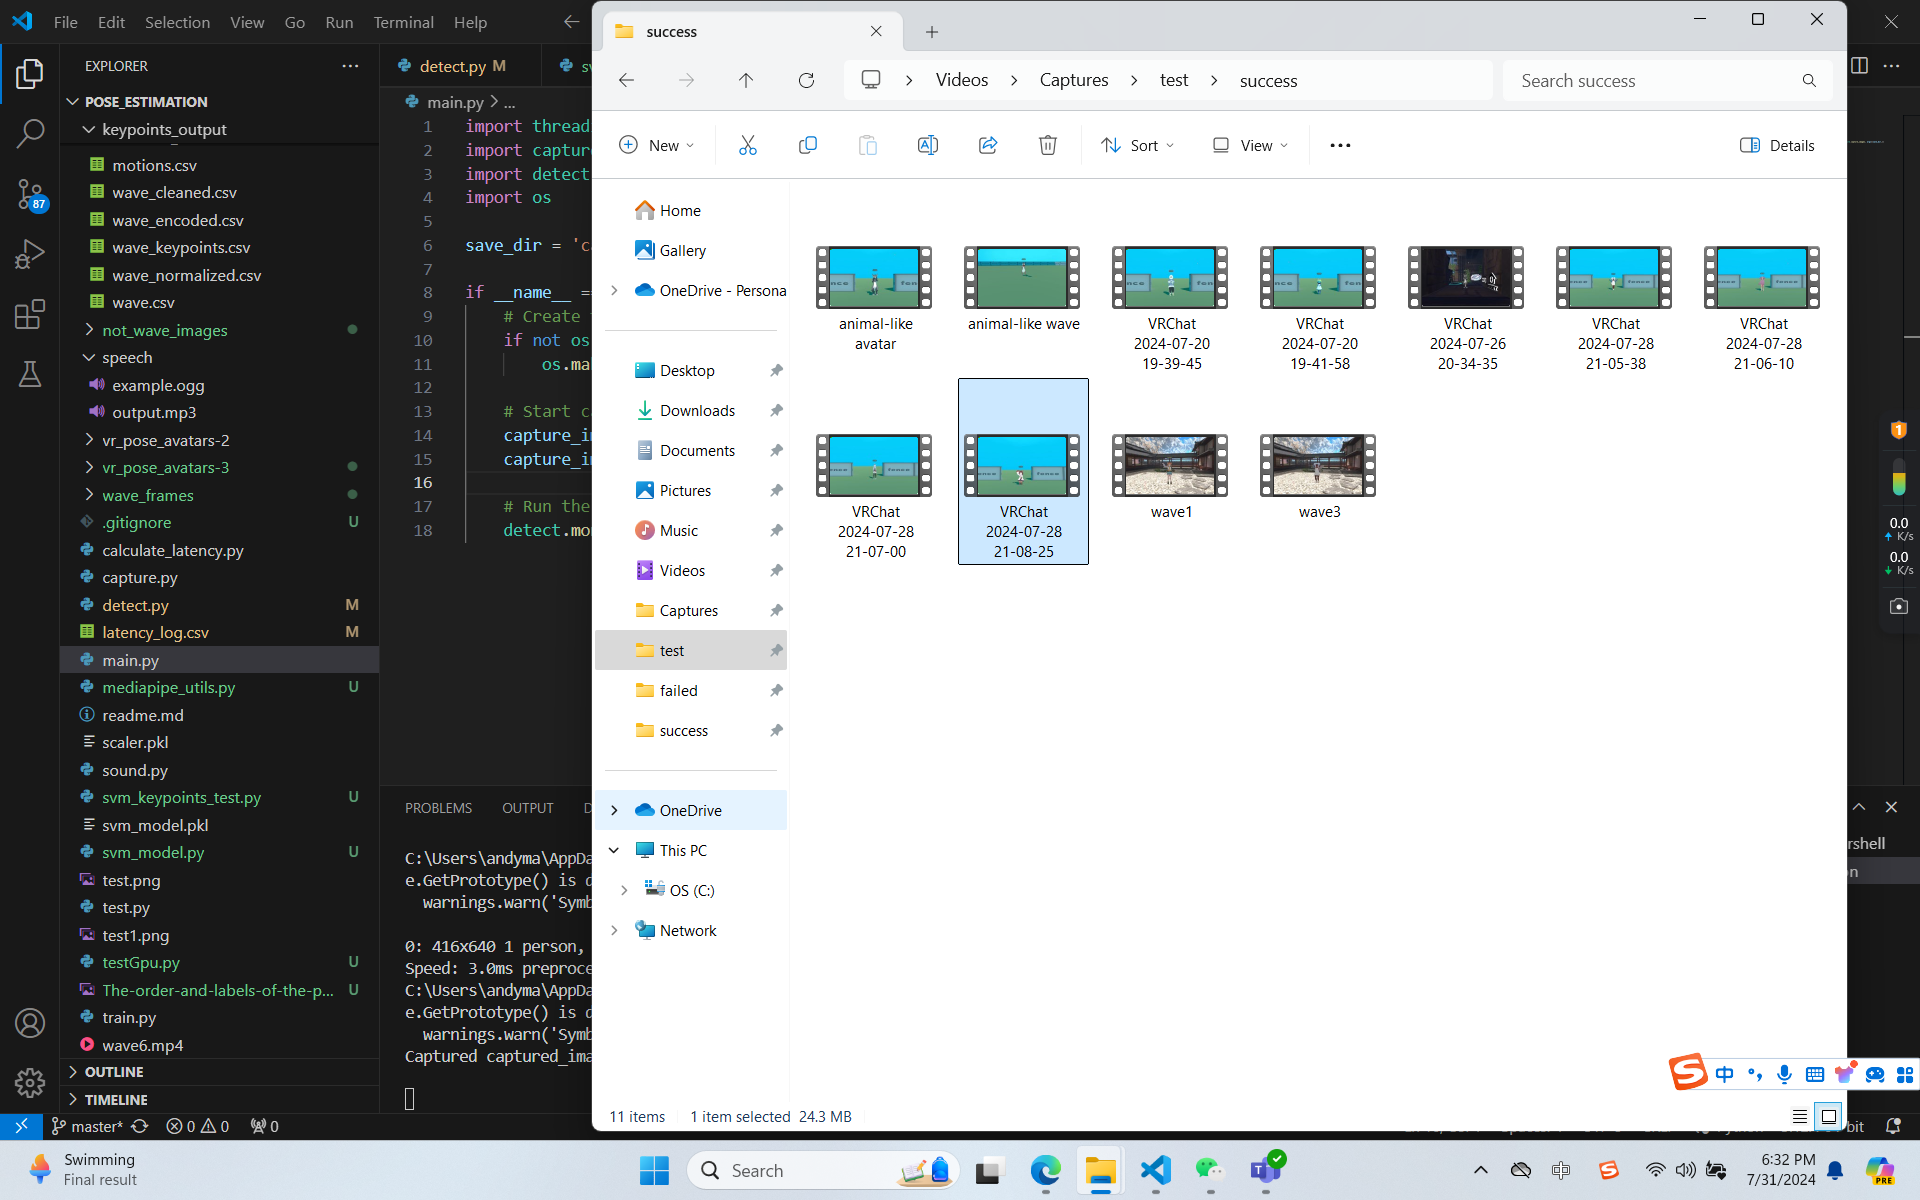 File Edit Selection View Go Run Terminal Help
EXPLORER
POSE_ESTIMATION
keypoints_output
motions.csv
wave_cleaned.csv
wave_encoded.csv
wave_keypoints.csv
wave_normalized.csv
wave.csv
not_wave_images
speech
example.ogg
output.mp3
vr_pose_avatars-2
vr_pose_avatars-3
wave_frames
.gitignore U
calculate_latency.py
capture.py
detect.py M
latency_log.csv M
main.py
mediapipe_utils.py U
readme.md
scaler.pkl
sound.py
svm_keypoints_test.py U
svm_model.pkl
svm_model.py U
test.png
test.py
test1.png
testGpu.py U
The-order-and-labels-of-the-p... U
train.py
wave6.mp4
OUTLINE
TIMELINE
87
master* 0 0 0
detect.py M
main.py > ...
1 import thread
2 import captur
3 import detect
4 import os
5
6 save_dir = 'c
7
8 if __name__ =
9 # Create
10 if not os
11 os.ma
12
13 # Start c
14 capture_i
15 capture_i
16
17 # Run the
18 detect.mo
PROBLEMS OUTPUT
C:\Users\andyma\AppDa
e.GetPrototype() is d
warnings.warn('Symb
0: 416x640 1 person,
Speed: 3.0ms preproce
C:\Users\andyma\AppDa
e.GetPrototype() is d
warnings.warn('Symb
Captured captured_ima
success
Videos > Captures > test > success
Search success
New Sort View Details
Home
Gallery
OneDrive - Persona
Desktop
Downloads
Documents
Pictures
Music
Videos
Captures
test
failed
success
OneDrive
This PC
OS (C:)
Network
animal-like
avatar
animal-like wave
VRChat
2024-07-20
19-39-45
VRChat
2024-07-20
19-41-58
VRChat
2024-07-26
20-34-35
VRChat
2024-07-28
21-05-38
VRChat
2024-07-28
21-06-10
VRChat
2024-07-28
21-07-00
VRChat
2024-07-28
21-08-25
wave1
wave3
11 items 1 item selected 24.3 MB
rshell
on
1
0.0
K/s
0.0
K/s
中
bit
Swimming
Final result
Search
中
6:32 PM
7/31/2024
PRE